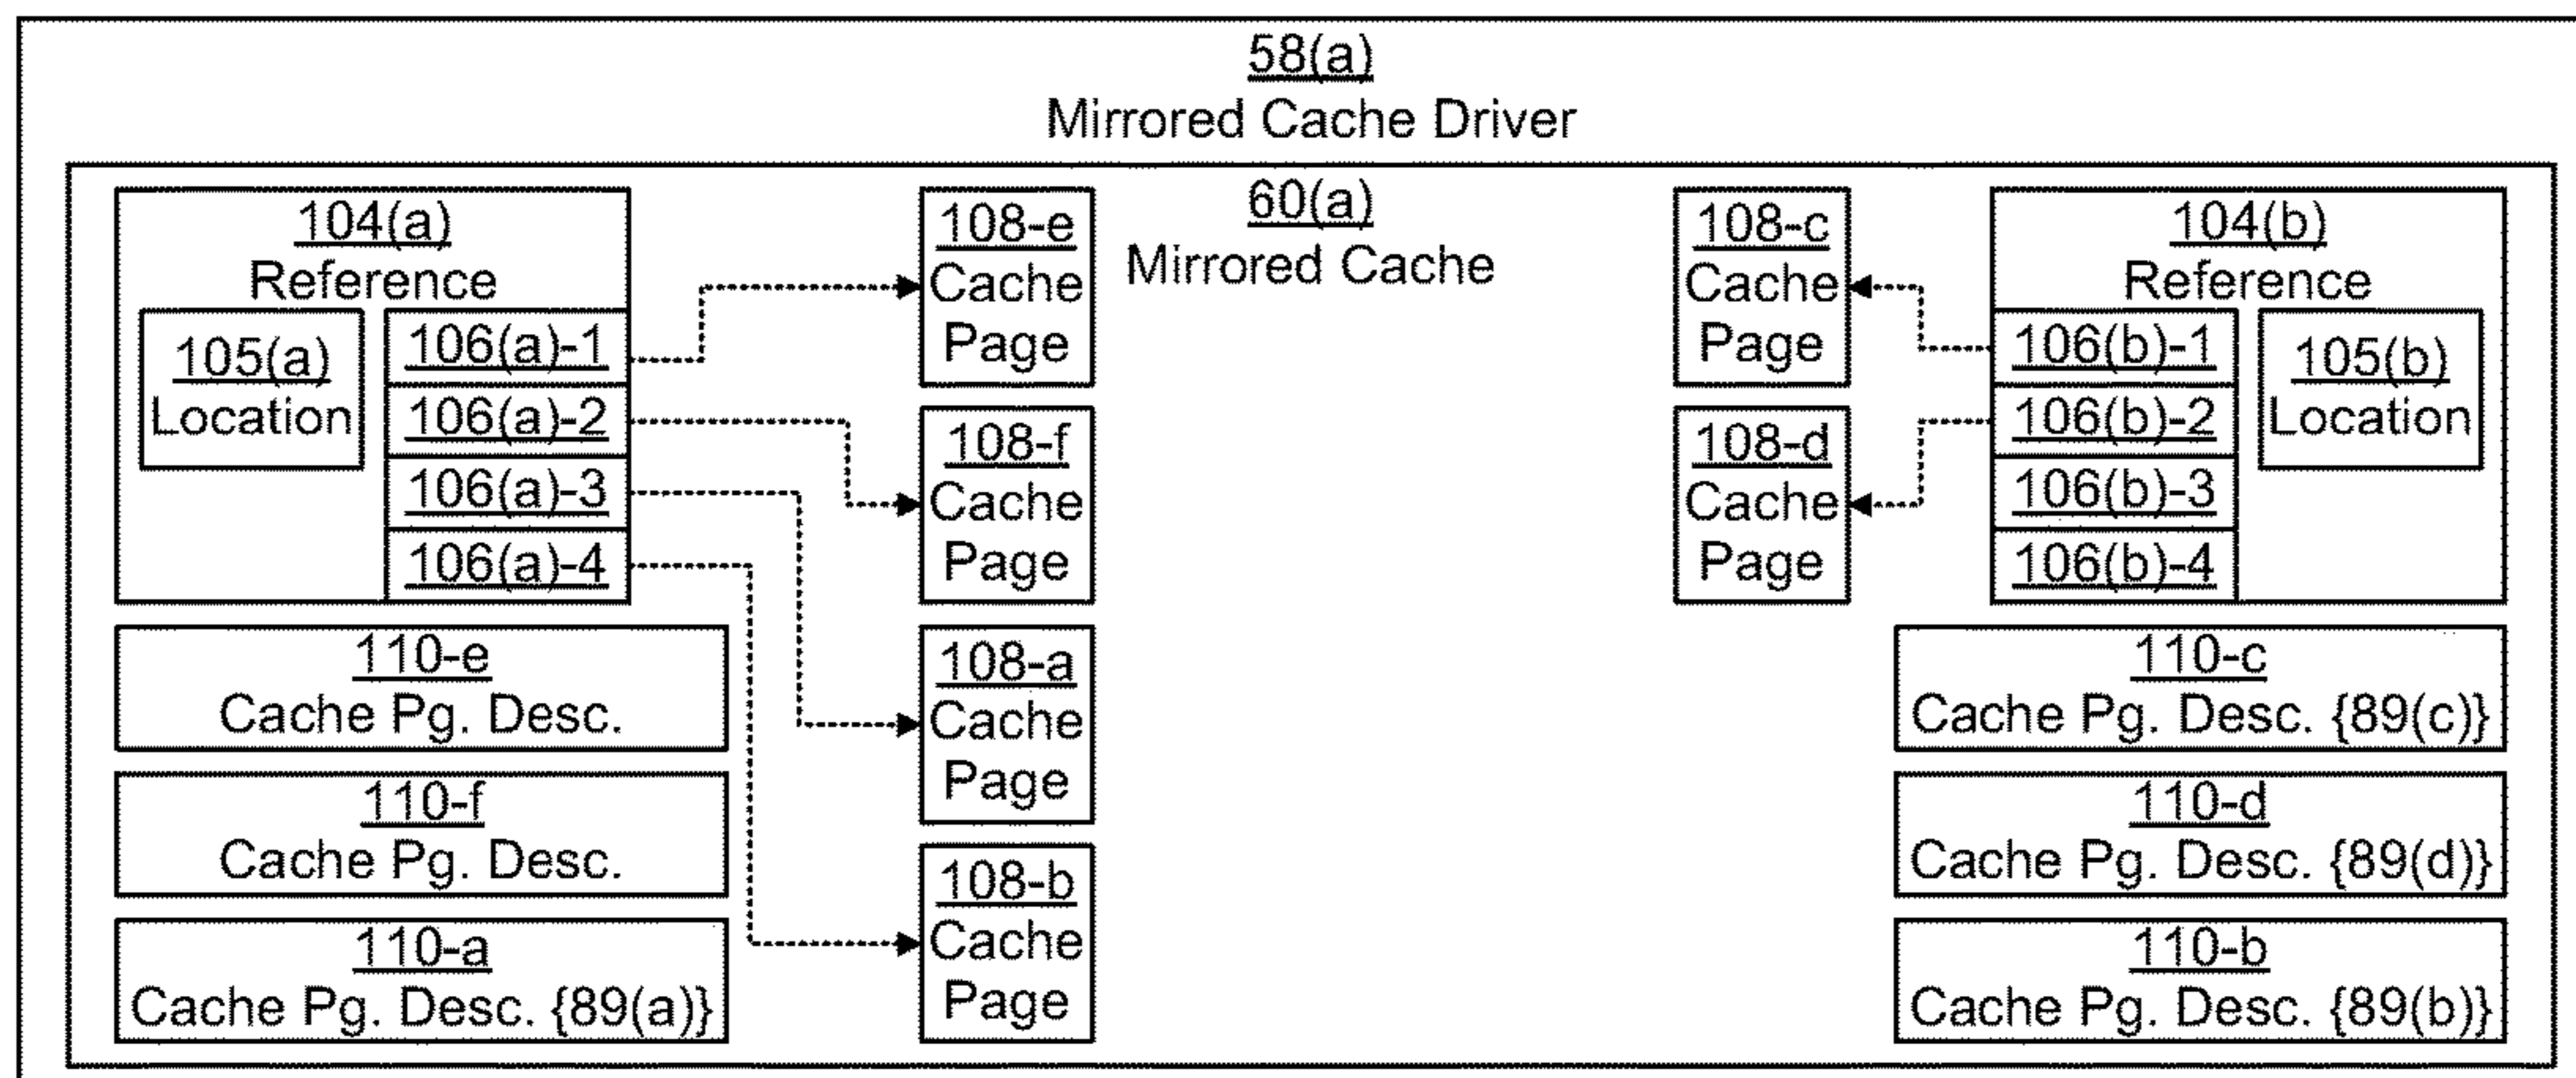 58(a)
Mirrored Cache Driver
60(a)
Mirrored Cache
104(a)
Reference
105(a)
Location
106(a)-1
106(a)-2
106(a)-3
106(a)-4
110-e
Cache Pg. Desc.
110-f
Cache Pg. Desc.
110-a
Cache Pg. Desc. {89(a)}
108-e
Cache
Page
108-f
Cache
Page
108-a
Cache
Page
108-b
Cache
Page
108-c
Cache
Page
108-d
Cache
Page
104(b)
Reference
106(b)-1
106(b)-2
106(b)-3
106(b)-4
105(b)
Location
110-c
Cache Pg. Desc. {89(c)}
110-d
Cache Pg. Desc. {89(d)}
110-b
Cache Pg. Desc. {89(b)}